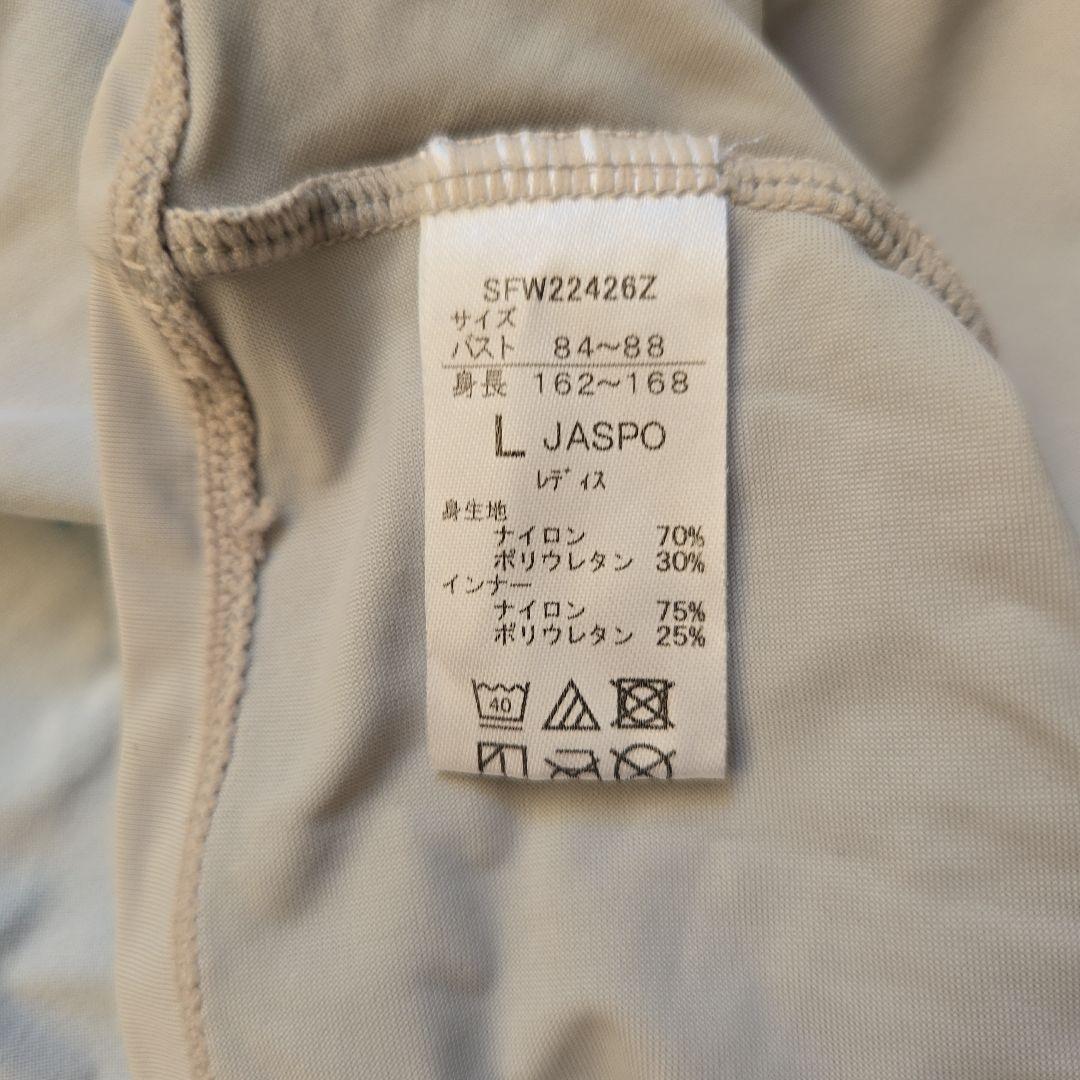 SFW22426Z
サイズ
バスト 84～88
身長 162～168
L JASPO
ﾚﾃﾞｨｽ
身生地
ナイロン 70%
ポリウレタン 30%
インナー
ナイロン 75%
ポリウレタン 25%
40